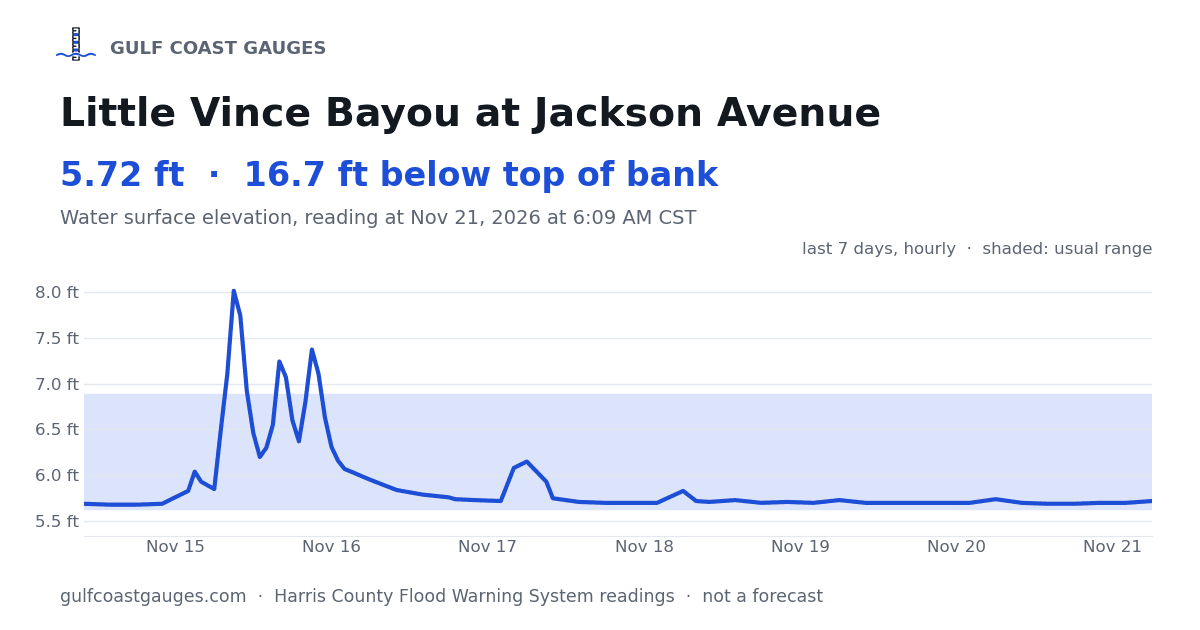 GULF COAST GAUGES
Little Vince Bayou at Jackson Avenue
5.72 ft · 16.7 ft below top of bank
Water surface elevation, reading at Nov 21, 2026 at 6:09 AM CST
last 7 days, hourly · shaded: usual range
8.0 ft
7.5 ft
7.0 ft
6.5 ft
6.0 ft
5.5 ft
Nov 15 Nov 16 Nov 17 Nov 18 Nov 19 Nov 20 Nov 21
gulfcoastgauges.com · Harris County Flood Warning System readings · not a forecast